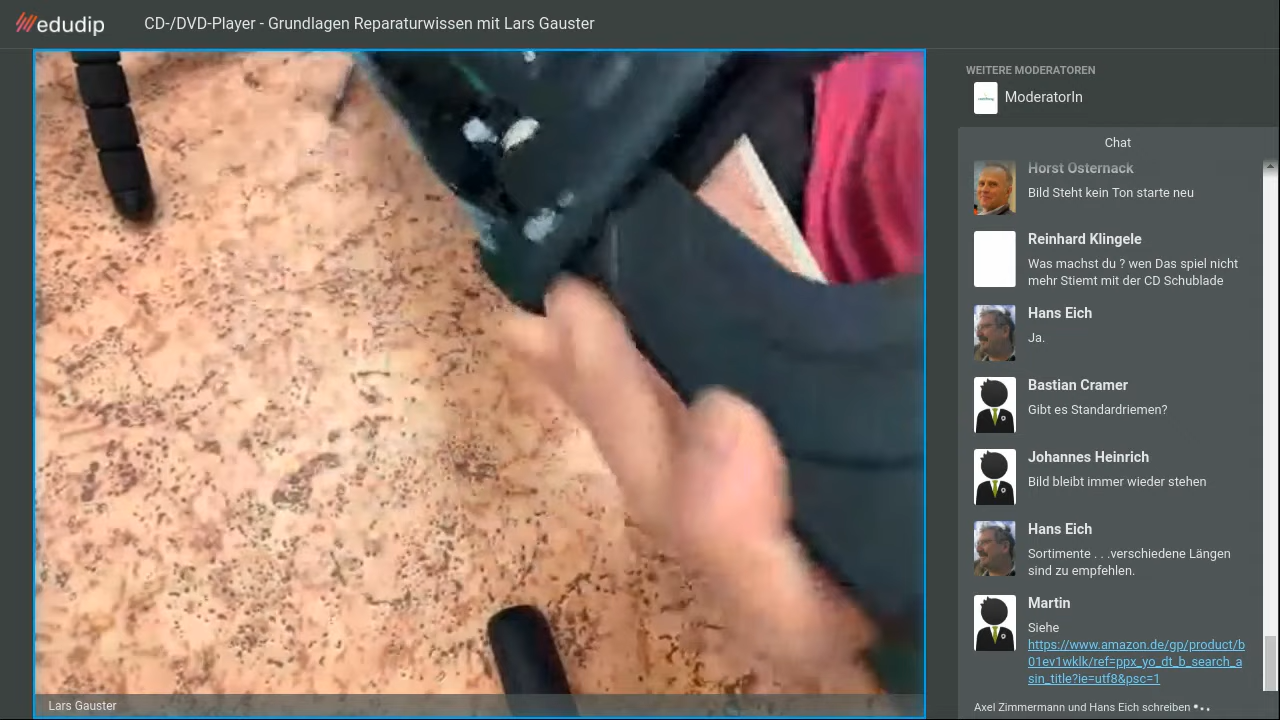 edudip
CD-/DVD-Player - Grundlagen Reparaturwissen mit Lars Gauster
WEITERE MODERATOREN
ModeratorIn
Chat
Horst Osternack
Bild Steht kein Ton starte neu
Reinhard Klingele
Was machst du ? wen Das spiel nicht
mehr Stiemt mit der CD Schublade
Hans Eich
Ja.
Bastian Cramer
Gibt es Standardriemen?
Johannes Heinrich
Bild bleibt immer wieder stehen
Hans Eich
Sortimente . . .verschiedene Längen
sind zu empfehlen.
Martin
Siehe
https://www.amazon.de/gp/product/b
01ev1wklk/ref=ppx_yo_dt_b_search_a
sin_title?ie=utf8&psc=1
Axel Zimmermann und Hans Eich schreiben
Lars Gauster